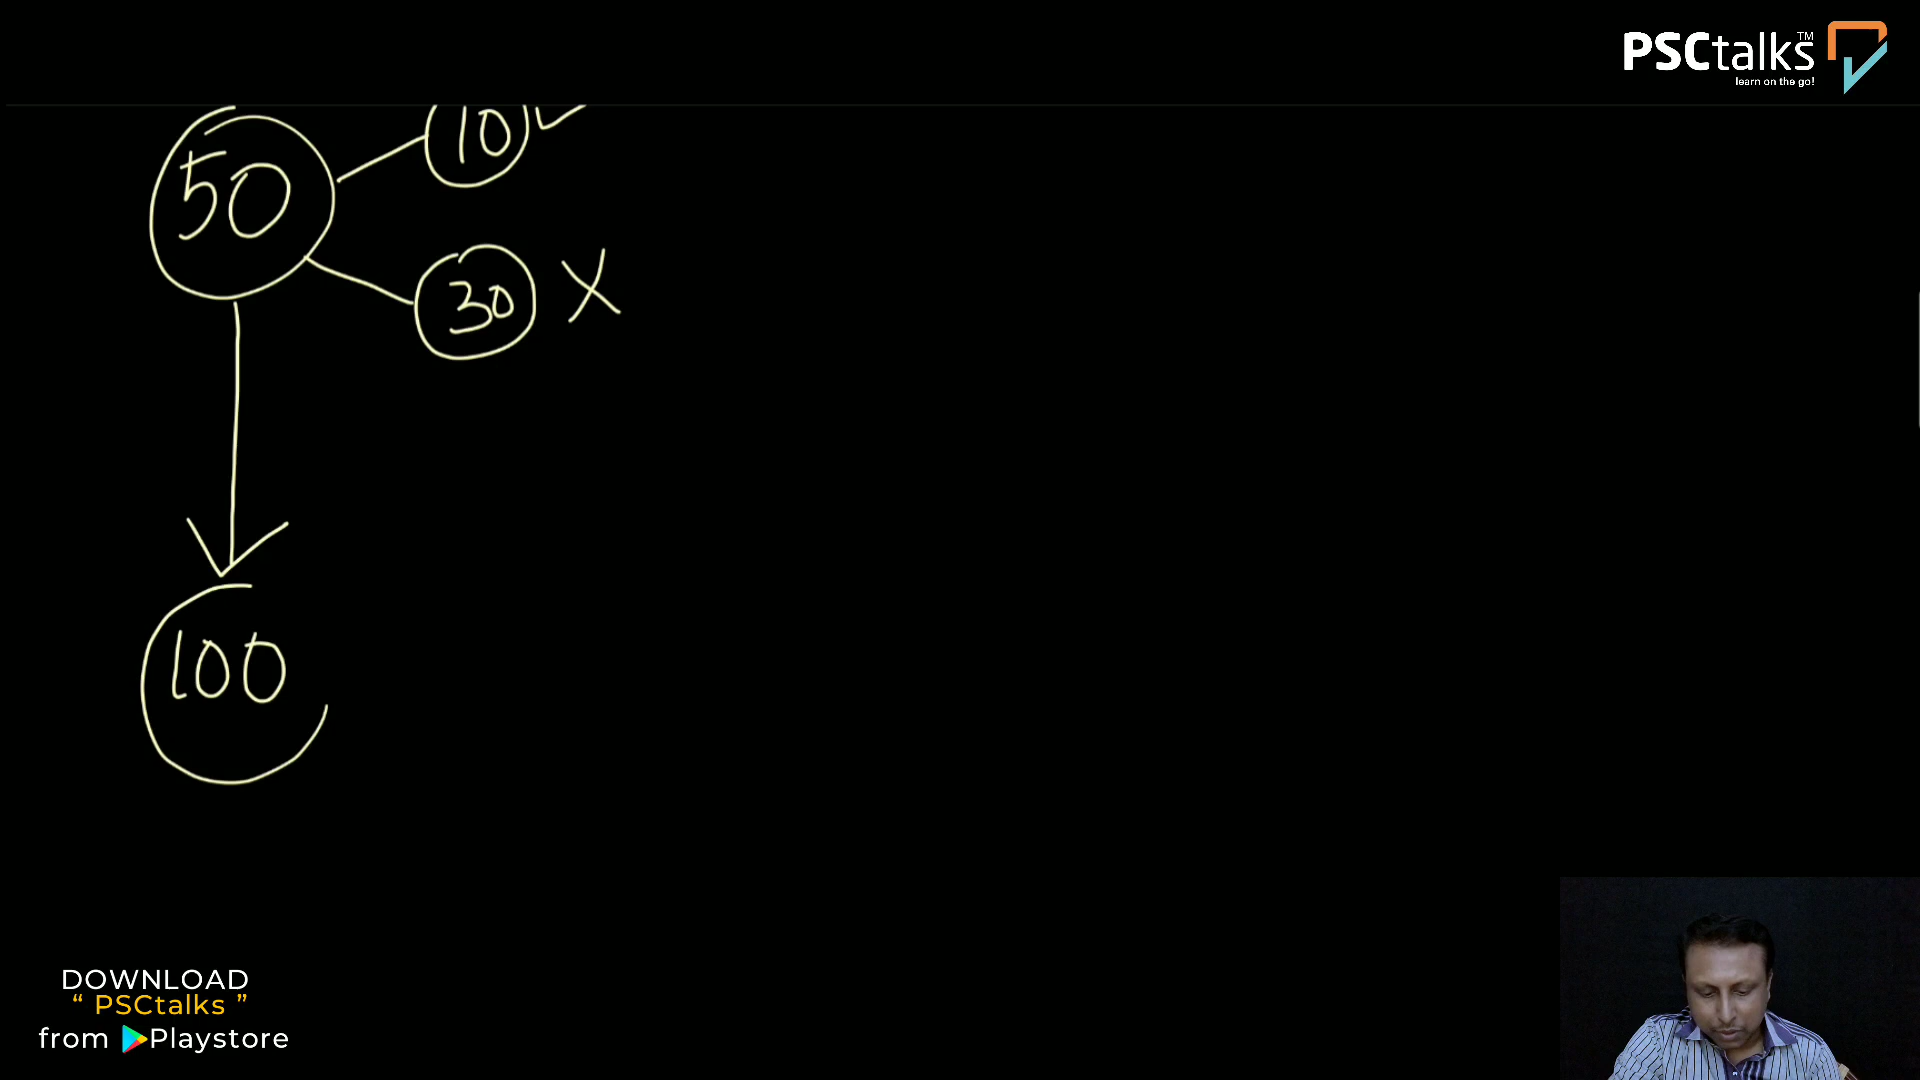 PSCtalks™
learn on the go!
10 ✓
50
30 X
100
DOWNLOAD
“ PSCtalks ”
from Playstore